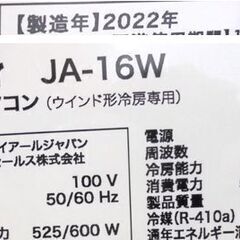 【製造年】2022年
JA-16W
コン（ウインド形冷房専用）
イアールジャパン
セールス株式会社
100 V
50/60 Hz
525/600 W
電源
周波数
冷房能力
消費電力
製品質量
冷媒(R-410a)
通年エネルギー消